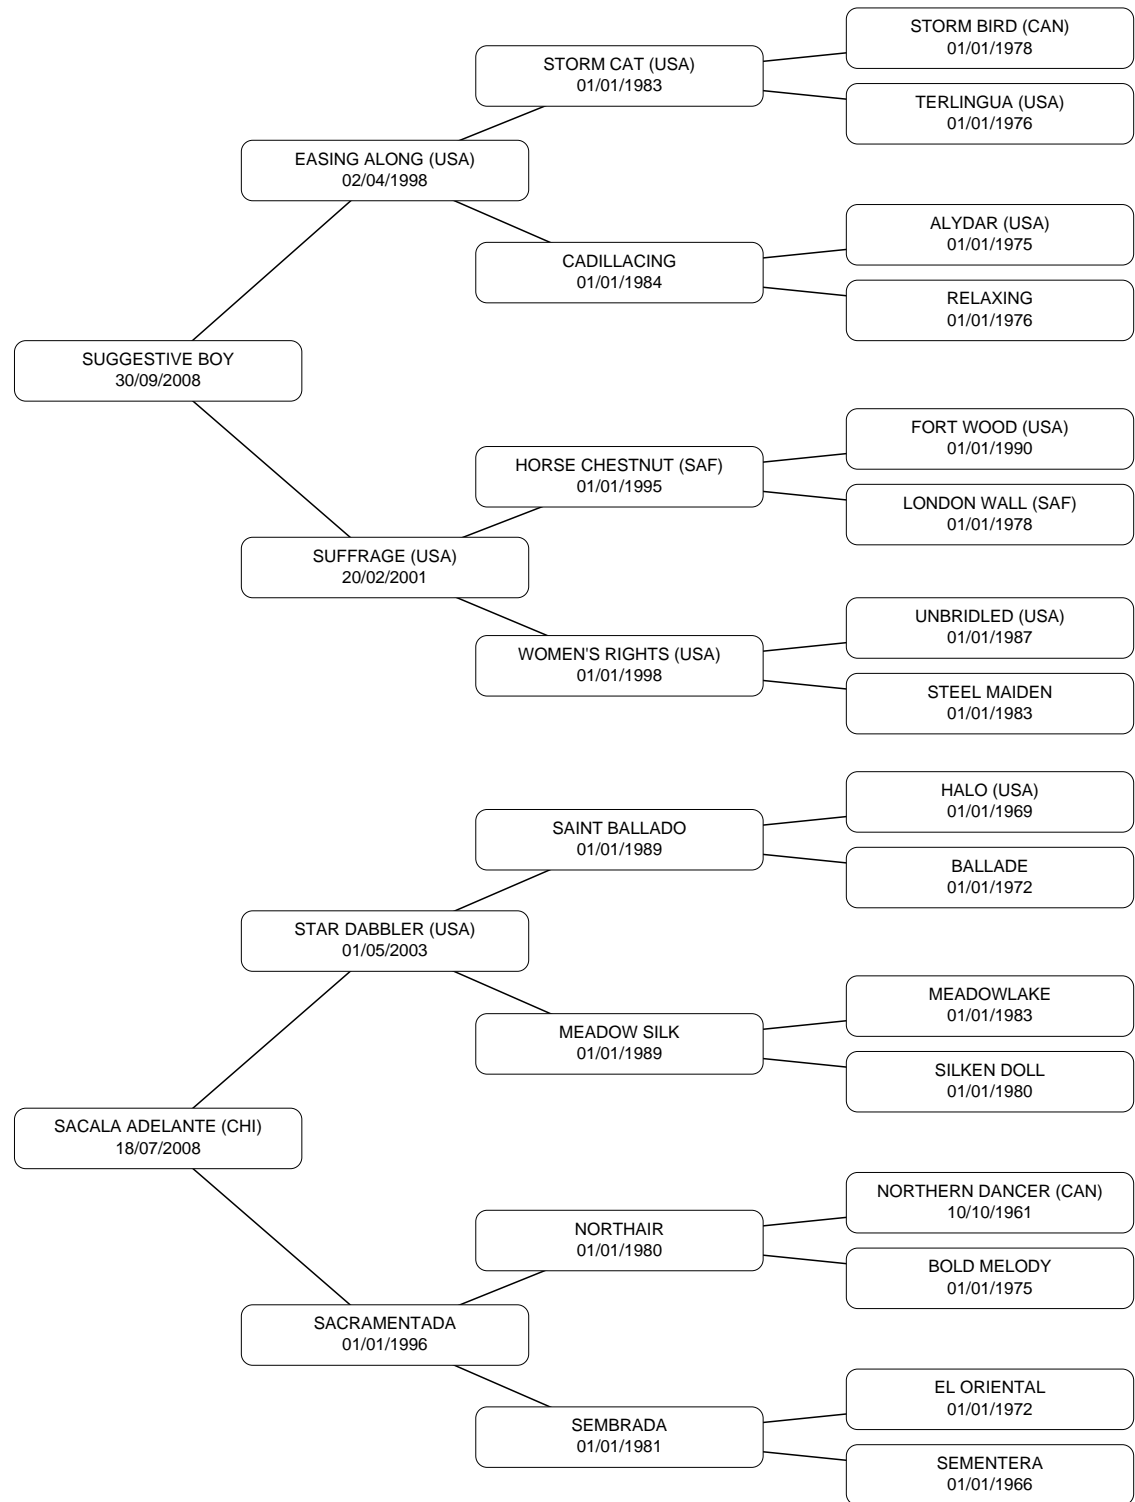 STORM BIRD (CAN)
01/01/1978
STORM CAT (USA)
01/01/1983
TERLINGUA (USA)
01/01/1976
EASING ALONG (USA)
02/04/1998
ALYDAR (USA)
01/01/1975
CADILLACING
01/01/1984
RELAXING
01/01/1976
SUGGESTIVE BOY
30/09/2008
FORT WOOD (USA)
01/01/1990
HORSE CHESTNUT (SAF)
01/01/1995
LONDON WALL (SAF)
01/01/1978
SUFFRAGE (USA)
20/02/2001
UNBRIDLED (USA)
01/01/1987
WOMEN'S RIGHTS (USA)
01/01/1998
STEEL MAIDEN
01/01/1983
HALO (USA)
01/01/1969
SAINT BALLADO
01/01/1989
BALLADE
01/01/1972
STAR DABBLER (USA)
01/05/2003
MEADOWLAKE
01/01/1983
MEADOW SILK
01/01/1989
SILKEN DOLL
01/01/1980
SACALA ADELANTE (CHI)
18/07/2008
NORTHERN DANCER (CAN)
10/10/1961
NORTHAIR
01/01/1980
BOLD MELODY
01/01/1975
SACRAMENTADA
01/01/1996
EL ORIENTAL
01/01/1972
SEMBRADA
01/01/1981
SEMENTERA
01/01/1966